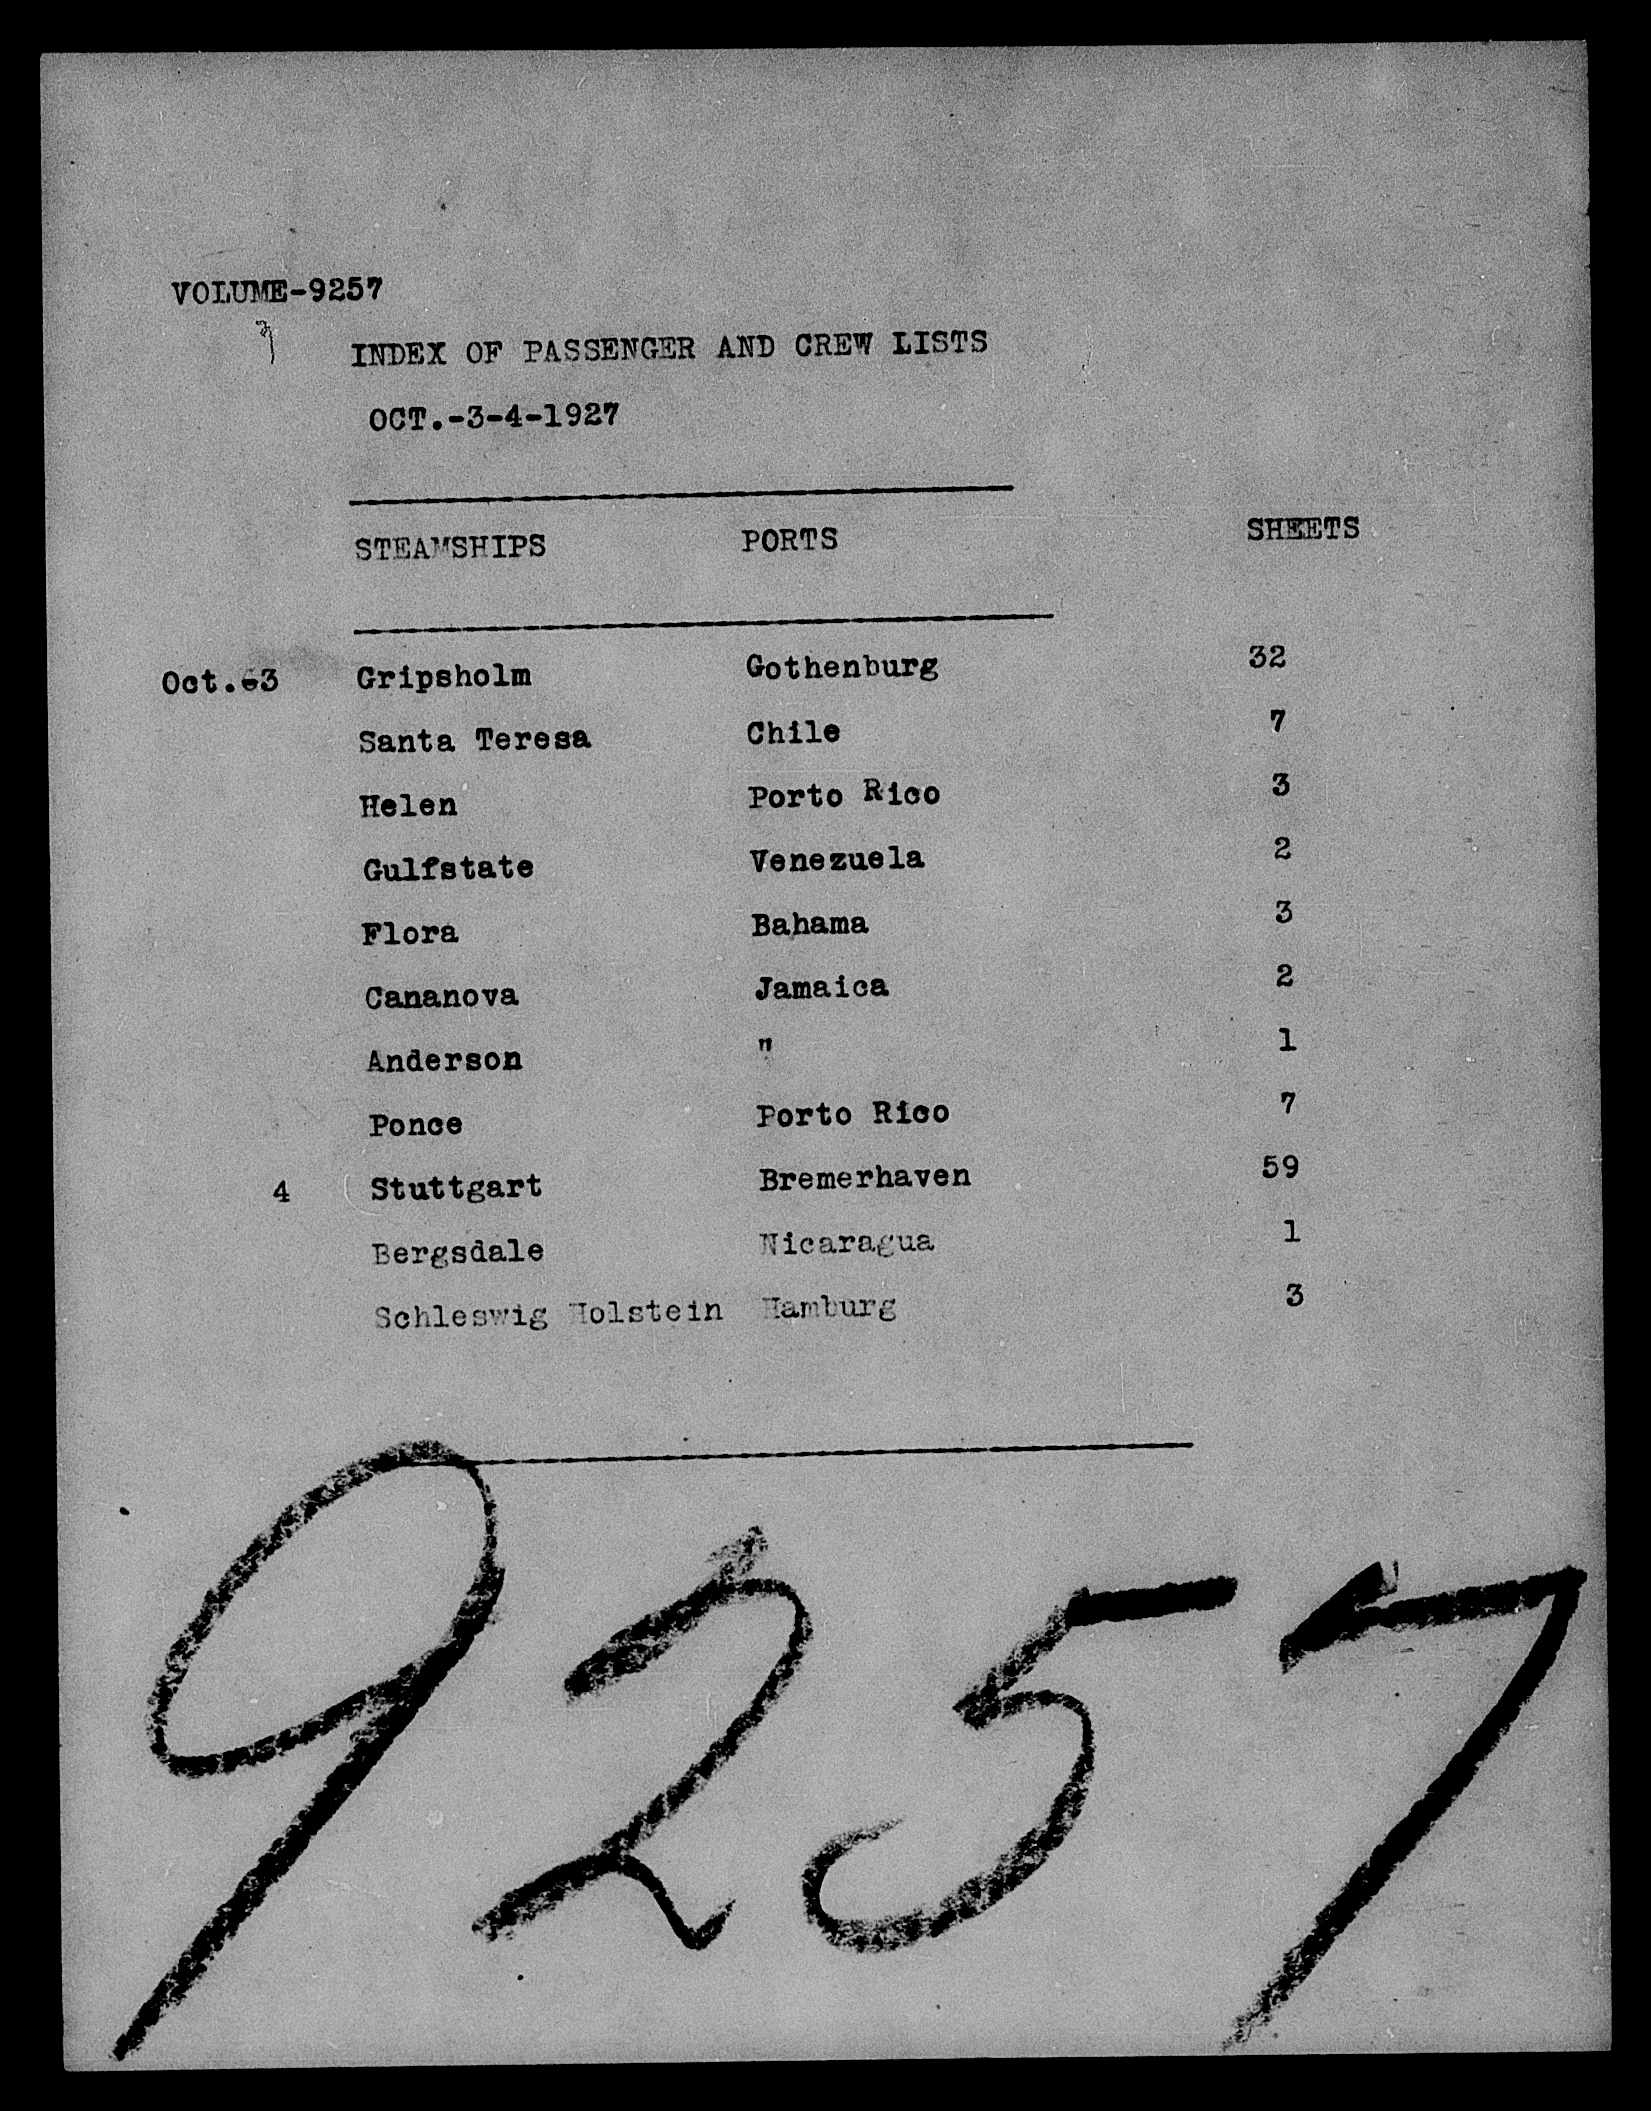 VOLUME-9257
INDEX OF PASSENGER AND CREW LISTS
OCT.-3-4-1927
STEAMSHIPS PORTS SHEETS
Oct.-3 Gripsholm Gothenburg 32
Santa Teresa Chile 7
Helen Porto Rico 3
Gulfstate Venezuela 2
Flora Bahama 3
Cananova Jamaica 2
Anderson " 1
Ponce Porto Rico 7
4 Stuttgart Bremerhaven 59
Bergsdale Nicaragua 1
Schleswig Holstein Hamburg 3
9257